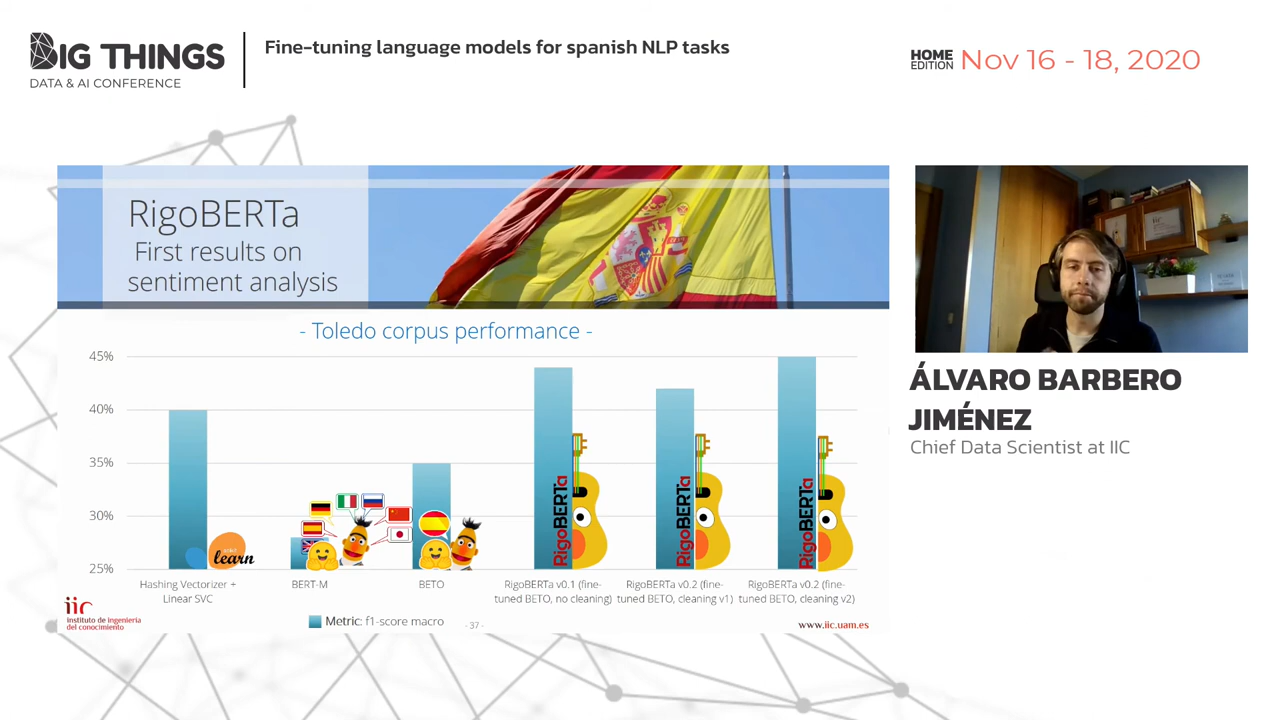 BIG THINGS
DATA & AI CONFERENCE
Fine-tuning language models for spanish NLP tasks
HOME
EDITION
Nov 16 - 18, 2020
RigoBERTa
First results on
sentiment analysis
- Toledo corpus performance -
45%
40%
35%
30%
25%
learn
RigoBERTa
RigoBERTa
RigoBERTa
Hashing Vectorizer +
Linear SVC
BERT-M
BETO
RigoBERTa v0.1 (fine-
tuned BETO, no cleaning)
RigoBERTa v0.2 (fine-
tuned BETO, cleaning v1)
RigoBERTa v0.2 (fine-
tuned BETO, cleaning v2)
iic
instituto de ingeniería
del conocimiento
Metric: f1-score macro
- 37 -
www.iic.uam.es
ÁLVARO BARBERO
JIMÉNEZ
Chief Data Scientist at IIC